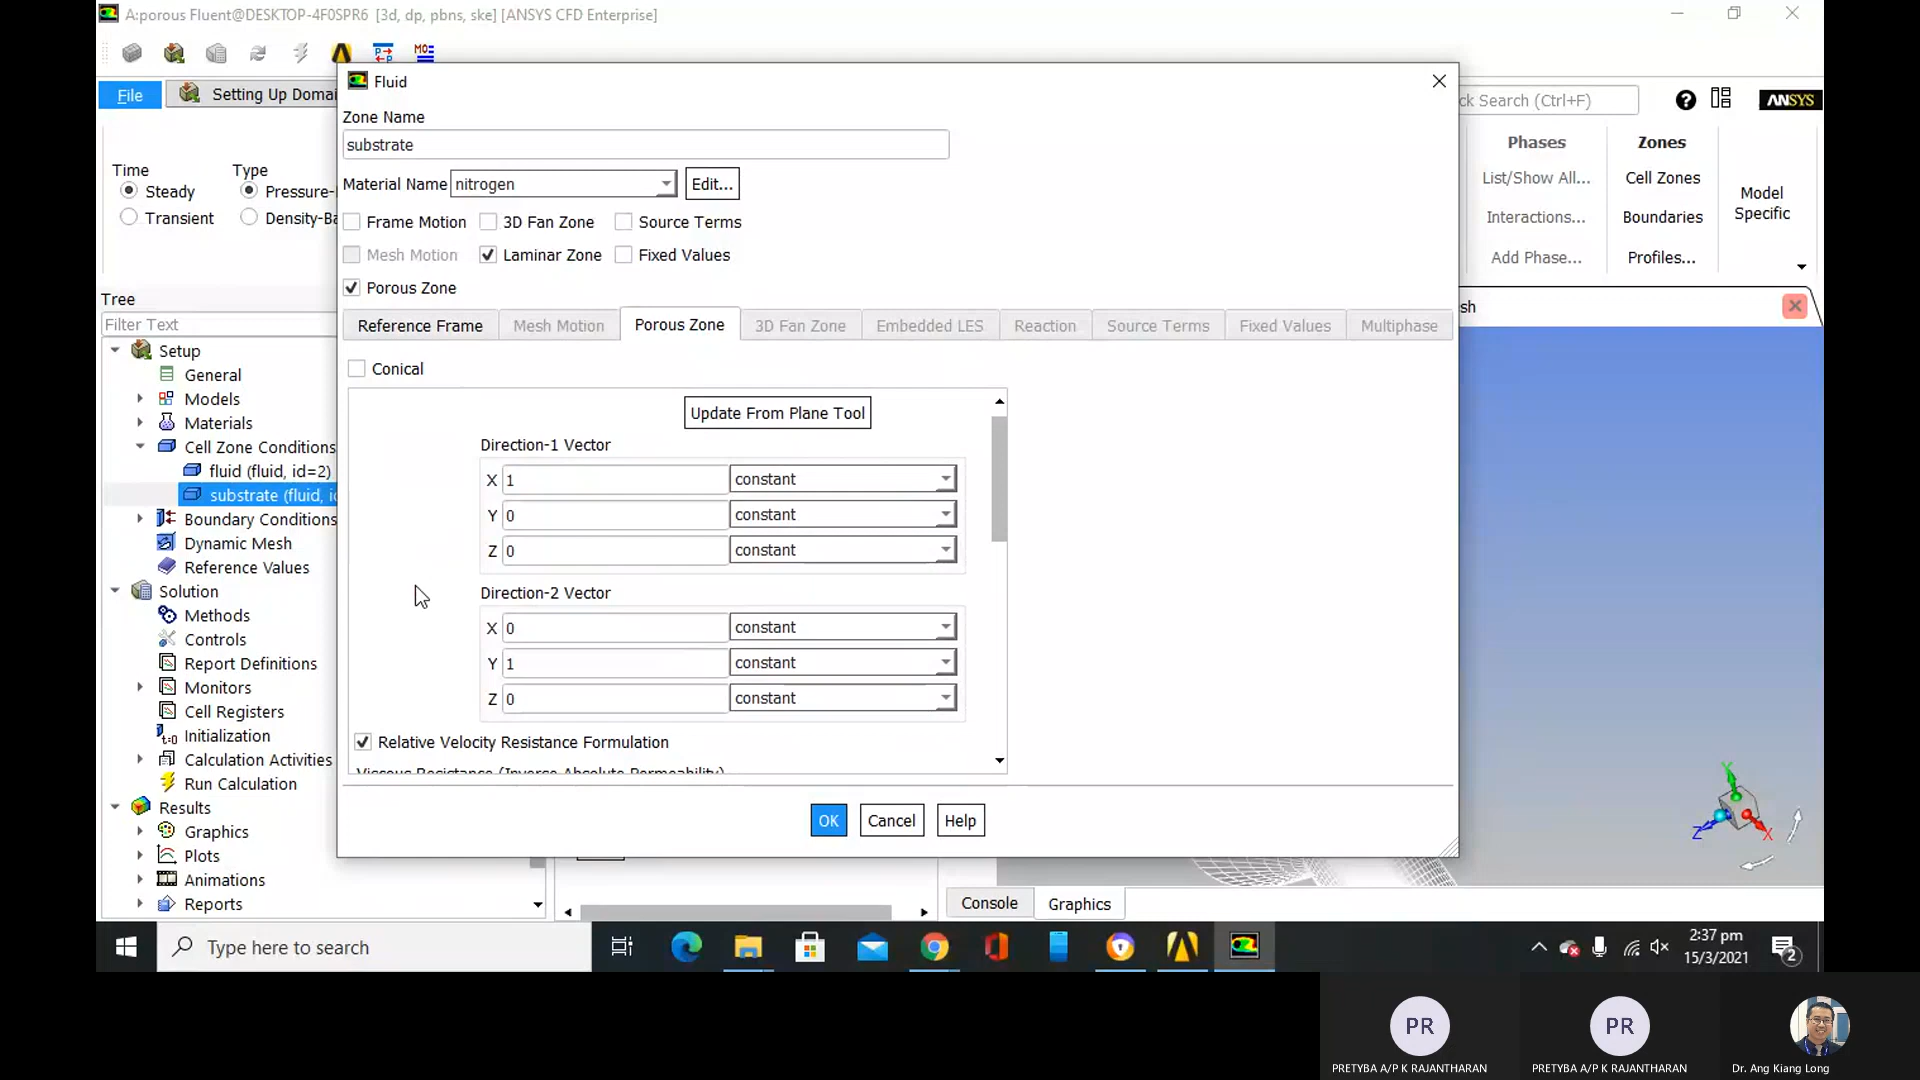 A:porous Fluent@DESKTOP-4F0SPR6 [3d, dp, pbns, ske] [ANSYS CFD Enterprise]
File
Setting Up Domai
ck Search (Ctrl+F)
ANSYS
Time
Steady
Transient
Type
Pressure-
Density-Ba
Phases
List/Show All...
Interactions...
Add Phase...
Zones
Cell Zones
Boundaries
Profiles...
Model
Specific
Tree
Filter Text
Setup
General
Models
Materials
Cell Zone Conditions
fluid (fluid, id=2)
substrate (fluid, i
Boundary Conditions
Dynamic Mesh
Reference Values
Solution
Methods
Controls
Report Definitions
Monitors
Cell Registers
Initialization
Calculation Activities
Run Calculation
Results
Graphics
Plots
Animations
Reports
Fluid
Zone Name
substrate
Material Name nitrogen Edit...
Frame Motion 3D Fan Zone Source Terms
Mesh Motion Laminar Zone Fixed Values
Porous Zone
Reference Frame Mesh Motion Porous Zone 3D Fan Zone Embedded LES Reaction Source Terms Fixed Values Multiphase
Conical
Update From Plane Tool
Direction-1 Vector
X 1 constant
Y 0 constant
Z 0 constant
Direction-2 Vector
X 0 constant
Y 1 constant
Z 0 constant
Relative Velocity Resistance Formulation
Viscous Resistance (Inverse Absolute Permeability)
OK Cancel Help
sh
Y
Z
X
Console Graphics
Type here to search
2:37 pm
15/3/2021
2
PR
PRETYBA A/P K RAJANTHARAN
PR
PRETYBA A/P K RAJANTHARAN
Dr. Ang Kiang Long